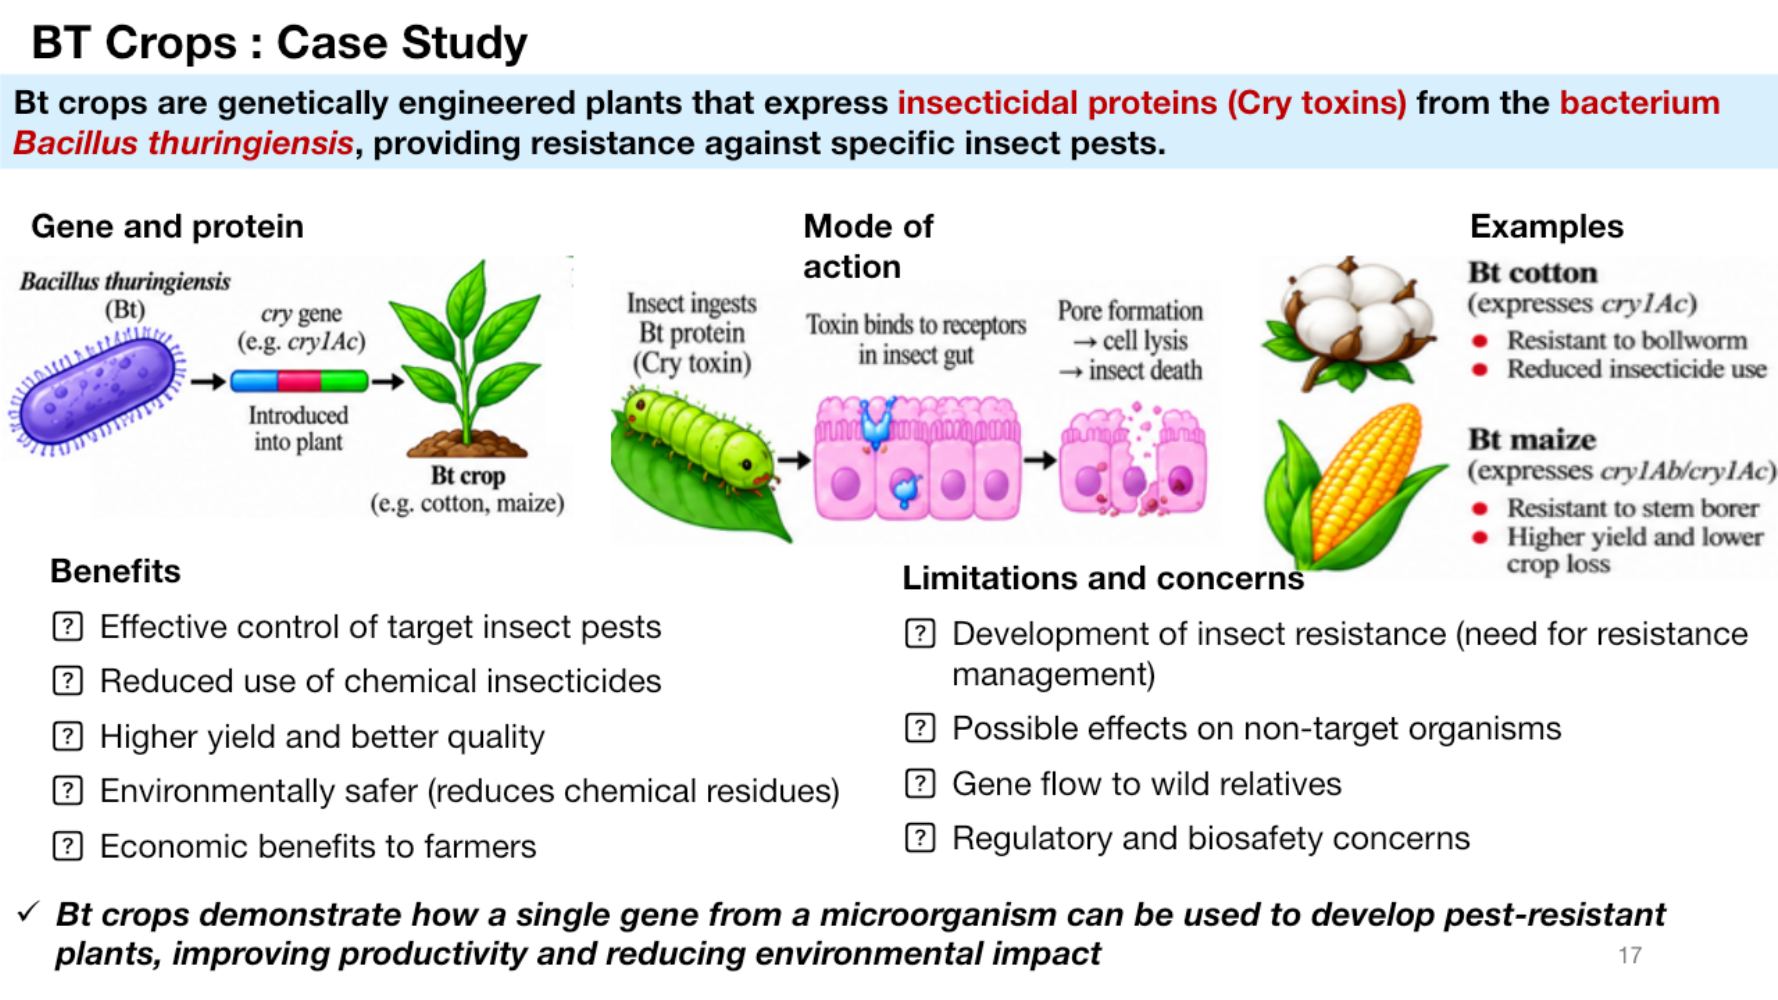 BT Crops : Case Study
Bt crops are genetically engineered plants that express insecticidal proteins (Cry toxins) from the bacterium
Bacillus thuringiensis, providing resistance against specific insect pests.
Gene and protein
Bacillus thuringiensis
(Bt)
cry gene
(e.g. cry1Ac)
Introduced
into plant
Bt crop
(e.g. cotton, maize)
Mode of
action
Insect ingests
Bt protein
(Cry toxin)
Toxin binds to receptors
in insect gut
Pore formation
→ cell lysis
→ insect death
Examples
Bt cotton
(expresses cry1Ac)
• Resistant to bollworm
• Reduced insecticide use
Bt maize
(expresses cry1Ab/cry1Ac)
• Resistant to stem borer
• Higher yield and lower
crop loss
Benefits
? Effective control of target insect pests
? Reduced use of chemical insecticides
? Higher yield and better quality
? Environmentally safer (reduces chemical residues)
? Economic benefits to farmers
Limitations and concerns
? Development of insect resistance (need for resistance
management)
? Possible effects on non-target organisms
? Gene flow to wild relatives
? Regulatory and biosafety concerns
✓ Bt crops demonstrate how a single gene from a microorganism can be used to develop pest-resistant
plants, improving productivity and reducing environmental impact
17